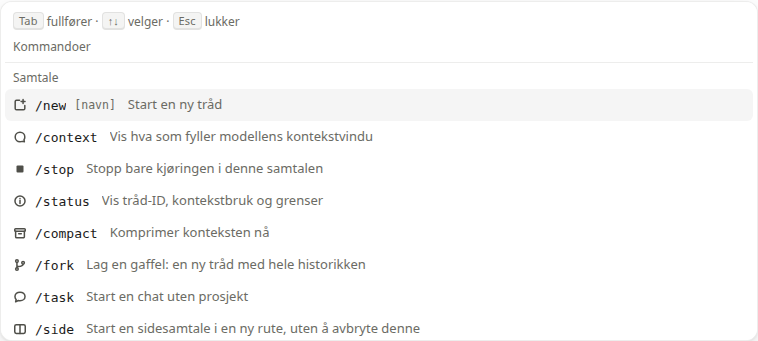 Tab fullfører · ↑↓ velger · Esc lukker
Kommandoer
Samtale
/new [navn] Start en ny tråd
/context Vis hva som fyller modellens kontekstvindu
/stop Stopp bare kjøringen i denne samtalen
/status Vis tråd-ID, kontekstbruk og grenser
/compact Komprimer konteksten nå
/fork Lag en gaffel: en ny tråd med hele historikken
/task Start en chat uten prosjekt
/side Start en sidesamtale i en ny rute, uten å avbryte denne